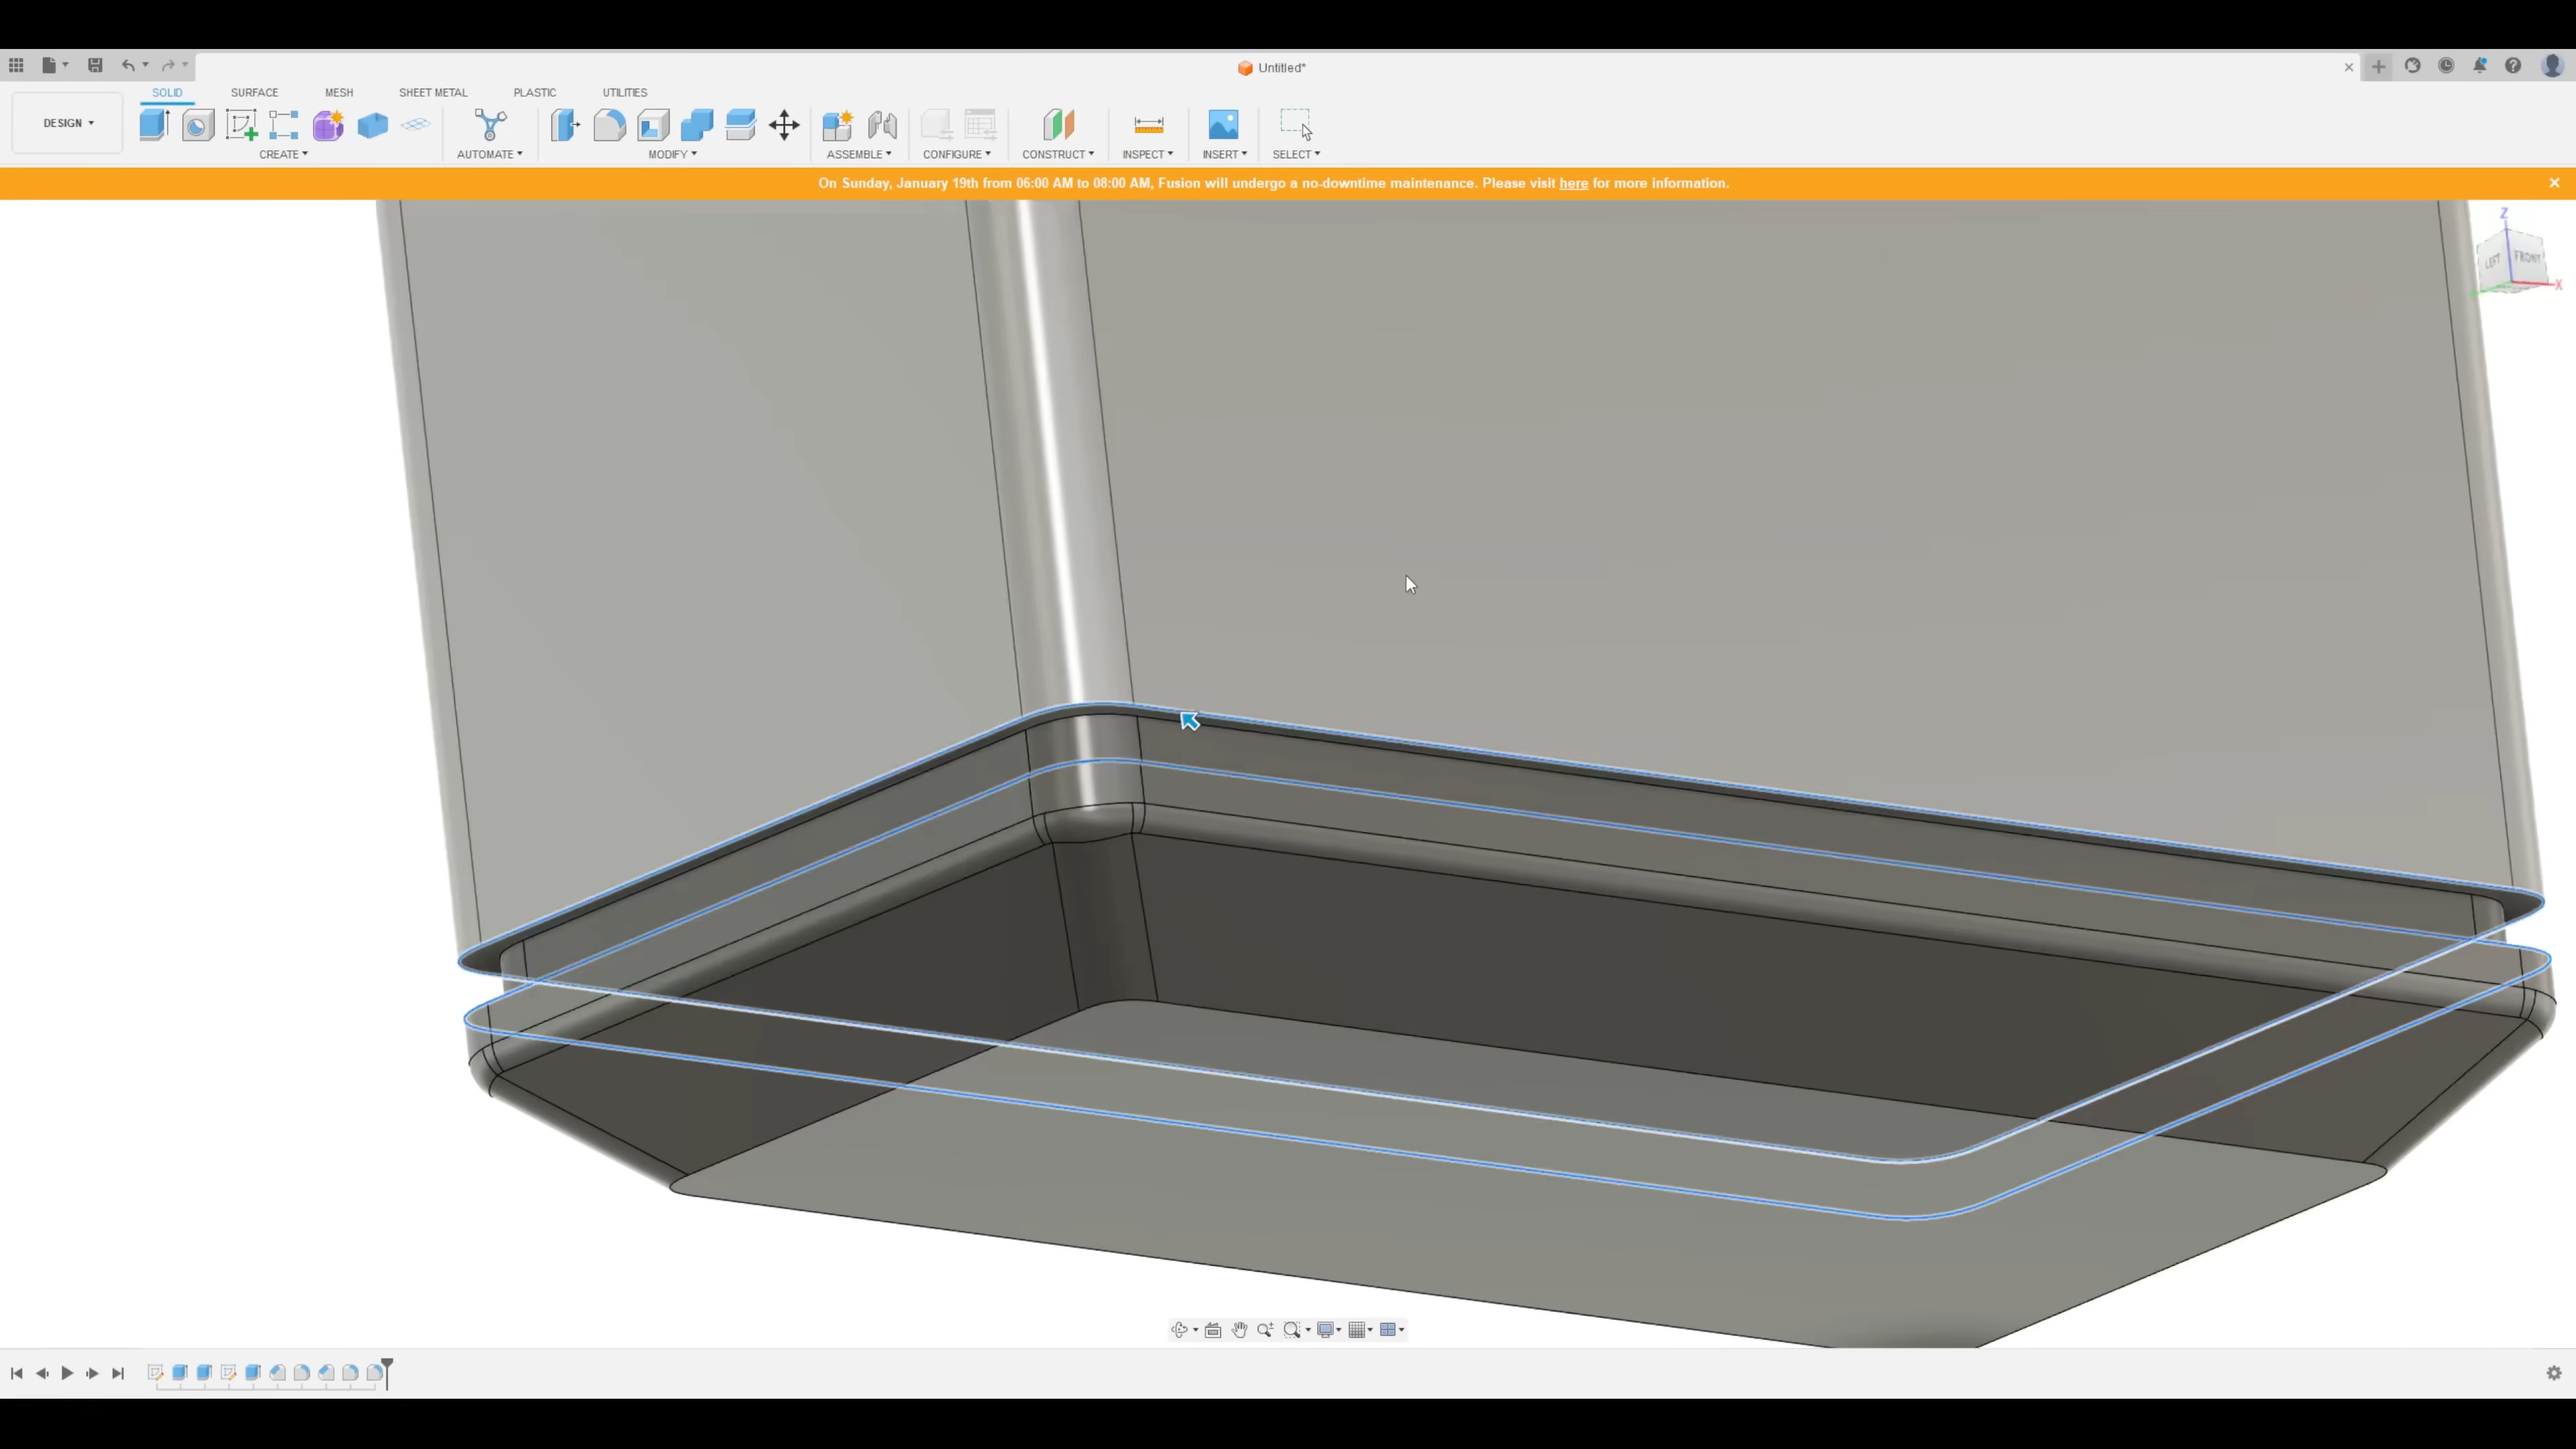 Untitled*
SOLID SURFACE MESH SHEET METAL PLASTIC UTILITIES
DESIGN
CREATE AUTOMATE MODIFY ASSEMBLE CONFIGURE CONSTRUCT INSPECT INSERT SELECT
On Sunday, January 19th from 06:00 AM to 08:00 AM, Fusion will undergo a no-downtime maintenance. Please visit here for more information.
Z
LEFT FRONT
X